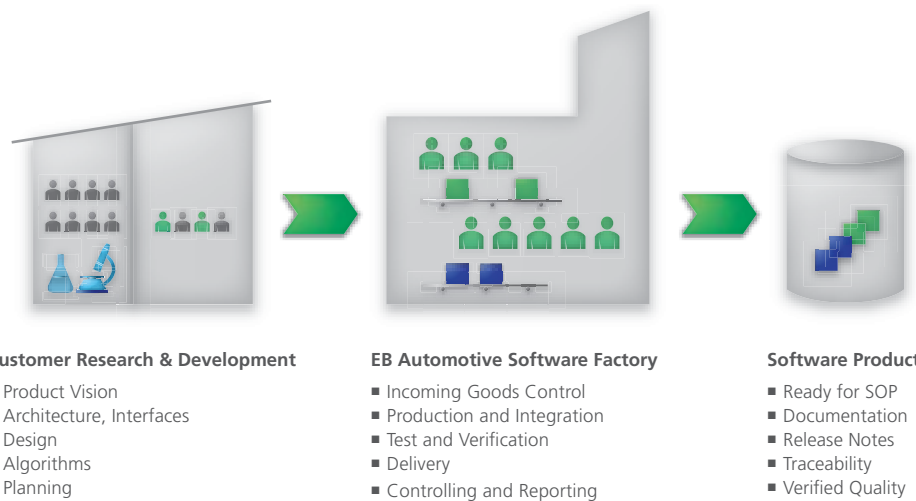 ustomer Research & Development
Product Vision
Architecture, Interfaces
Design
Algorithms
Planning
EB Automotive Software Factory
▪ Incoming Goods Control
▪ Production and Integration
▪ Test and Verification
▪ Delivery
▪ Controlling and Reporting
Software Product
▪ Ready for SOP
▪ Documentation
▪ Release Notes
▪ Traceability
▪ Verified Quality